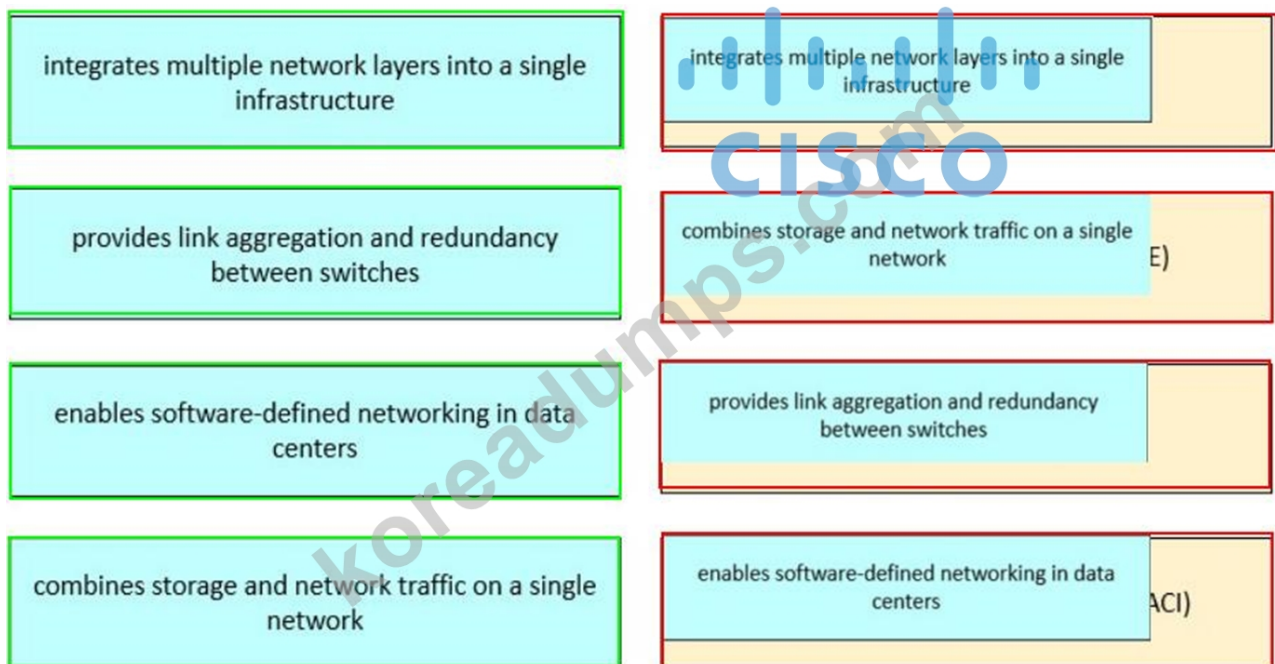 integrates multiple network layers into a single
infrastructure
integrates multiple network layers into a single
infrastructure
CISCO
provides link aggregation and redundancy
between switches
combines storage and network traffic on a single
network
E)
enables software-defined networking in data
centers
provides link aggregation and redundancy
between switches
combines storage and network traffic on a single
network
enables software-defined networking in data
centers
ACI)
koreadumps.com